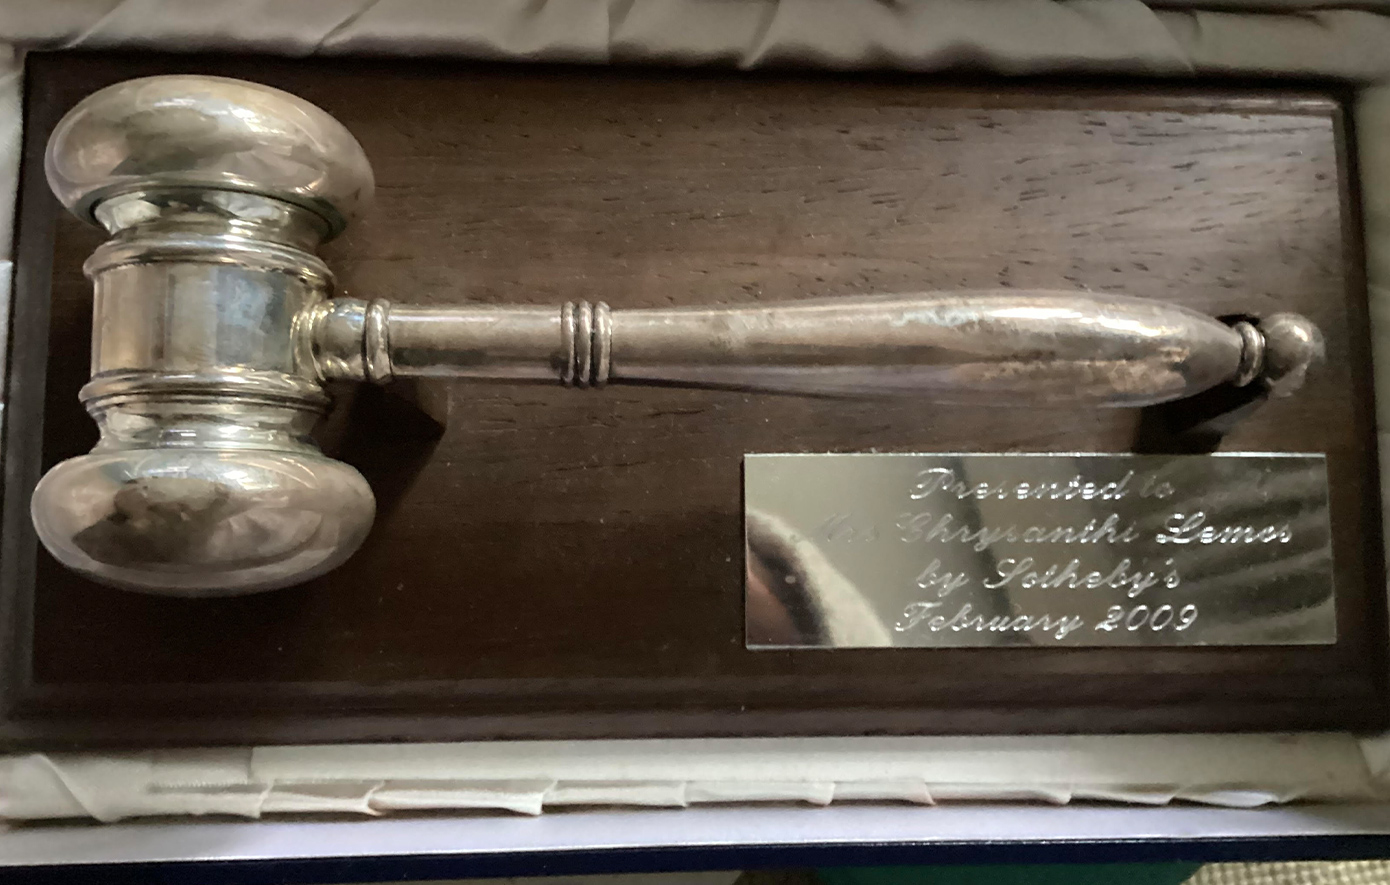 Presented to
Mrs Chrysanthi Lemos
by Sotheby's
February 2009